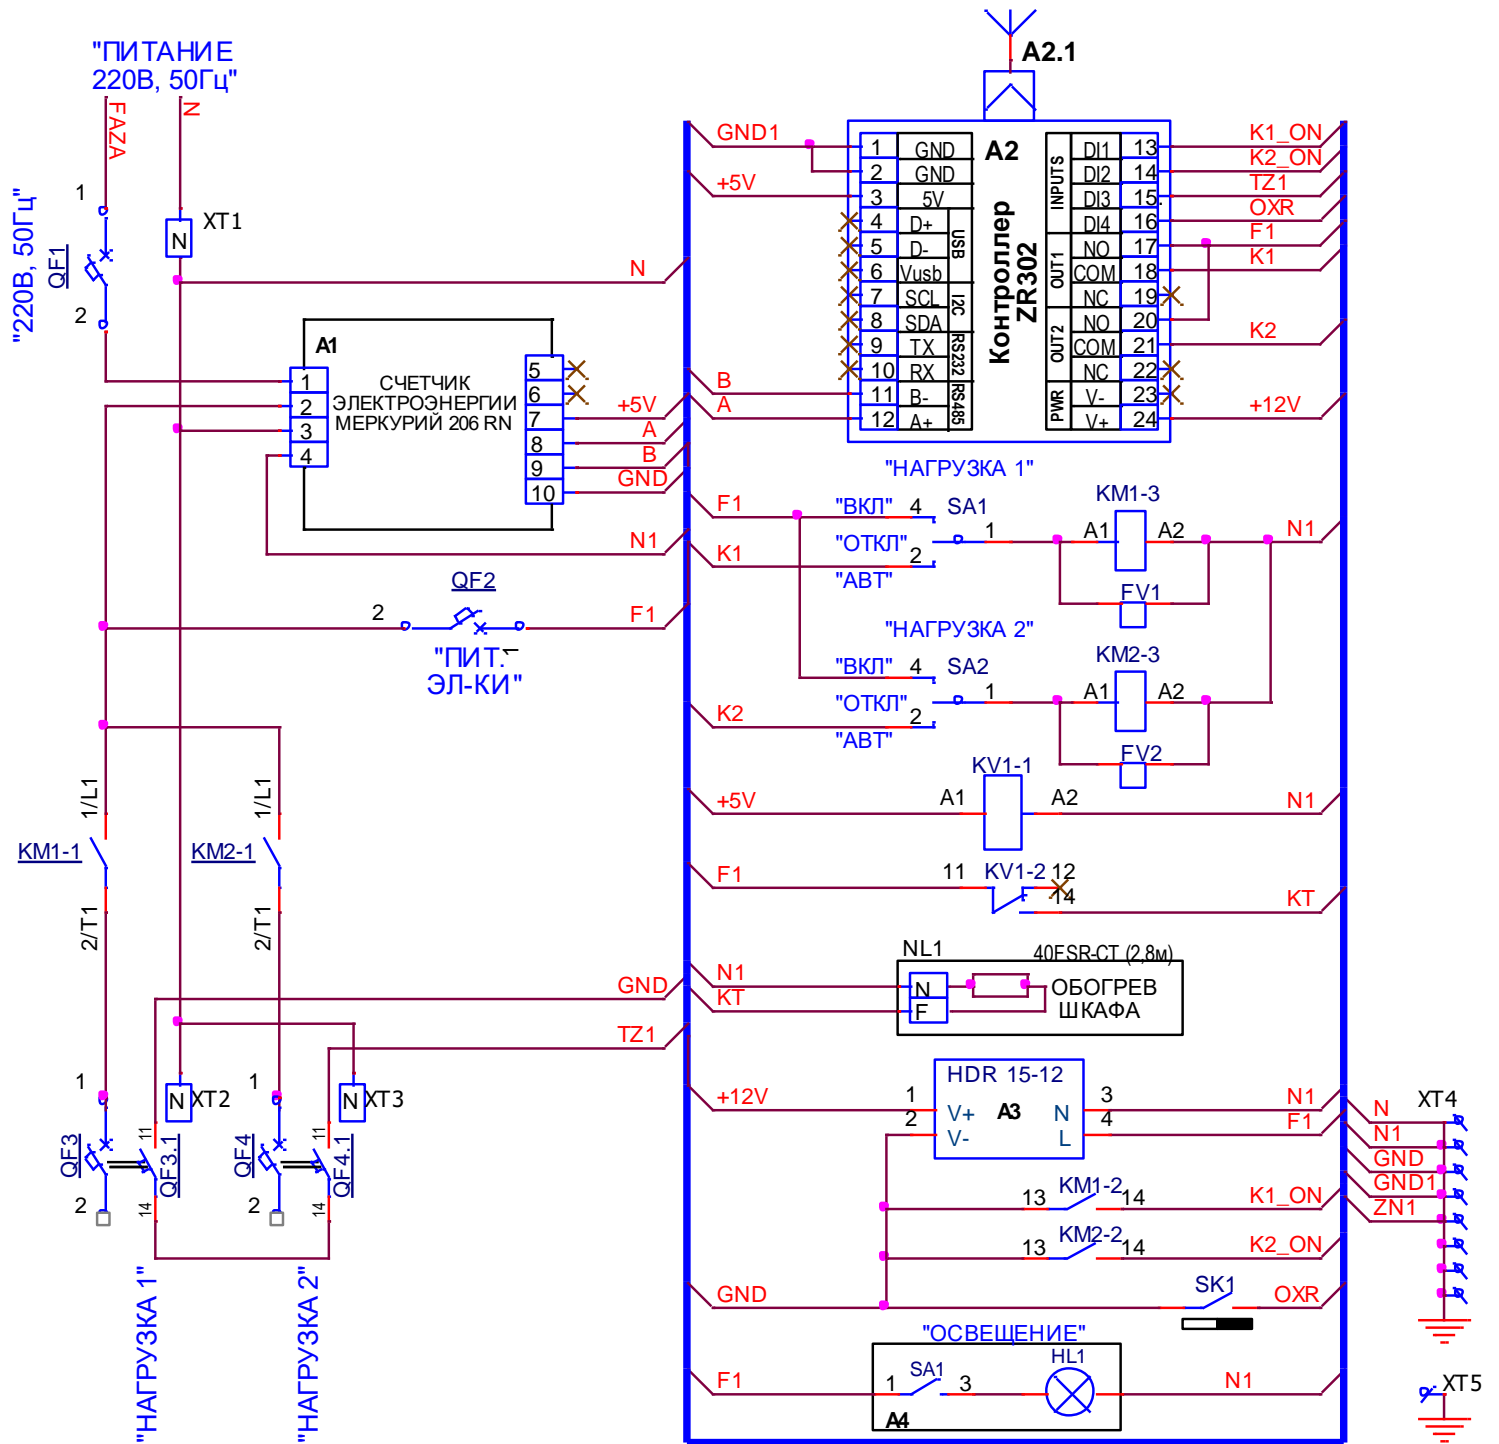 "ПИТАНИЕ
220В, 50Гц"
FAZA
N
"220В, 50Гц"
1
QF1
2
XT1
N
N
A1
СЧЕТЧИК
ЭЛЕКТРОЭНЕРГИИ
МЕРКУРИЙ 206 RN
1
2
3
4
5
6
7
8
9
10
+5V
A
B
GND
N1
QF2
2
1
F1
"ПИТ.
ЭЛ-КИ"
1/L1
KM1-1
2/T1
1/L1
KM2-1
2/T1
GND
TZ1
1
QF3
2
N
XT2
11
QF3.1
14
1
QF4
2
N
XT3
11
QF4.1
14
"НАГРУЗКА 1"
"НАГРУЗКА 2"
A2.1
A2
Контроллер
ZR302
GND1
+5V
B
A
1 GND
2 GND
3 5V
4 D+
5 D-
6 Vusb
7 SCL
8 SDA
9 TX
10 RX
11 B-
12 A+
USB
I2C
RS232
RS485
INPUTS
OUT1
OUT2
PWR
DI1 13
DI2 14
DI3 15
DI4 16
NO 17
COM 18
NC 19
NO 20
COM 21
NC 22
V- 23
V+ 24
K1_ON
K2_ON
TZ1
OXR
F1
K1
K2
+12V
"НАГРУЗКА 1"
F1
"ВКЛ" 4 SA1
"ОТКЛ" 1
K1
2
"АВТ"
KM1-3
A1 A2
N1
FV1
"НАГРУЗКА 2"
"ВКЛ" 4 SA2
"ОТКЛ" 1
K2
2
"АВТ"
KM2-3
A1 A2
FV2
KV1-1
+5V
A1 A2
N1
F1
11 KV1-2 12
14
KT
NL1
40FSR-CT (2,8м)
N1
KT
N
F
ОБОГРЕВ
ШКАФА
HDR 15-12
+12V
1
2
V+
V-
A3
N
L
3
4
N1
F1
13 KM1-2 14
K1_ON
13 KM2-2 14
K2_ON
GND
SK1
OXR
"ОСВЕЩЕНИЕ"
F1
1 SA1 3
HL1
N1
A4
XT4
N
N1
GND
GND1
ZN1
XT5